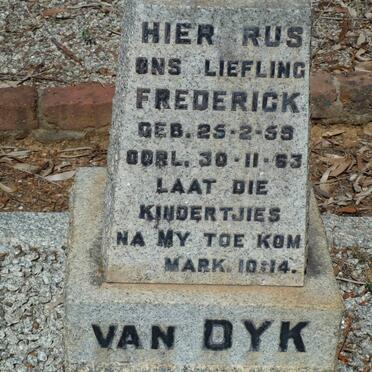 HIER RUS
ONS LIEFLING
FREDERICK
GEB. 25-2-59
OORL. 30-11-63
LAAT DIE
KINDERTJIES
NA MY TOE KOM
MARK. 10:14.
VAN DYK